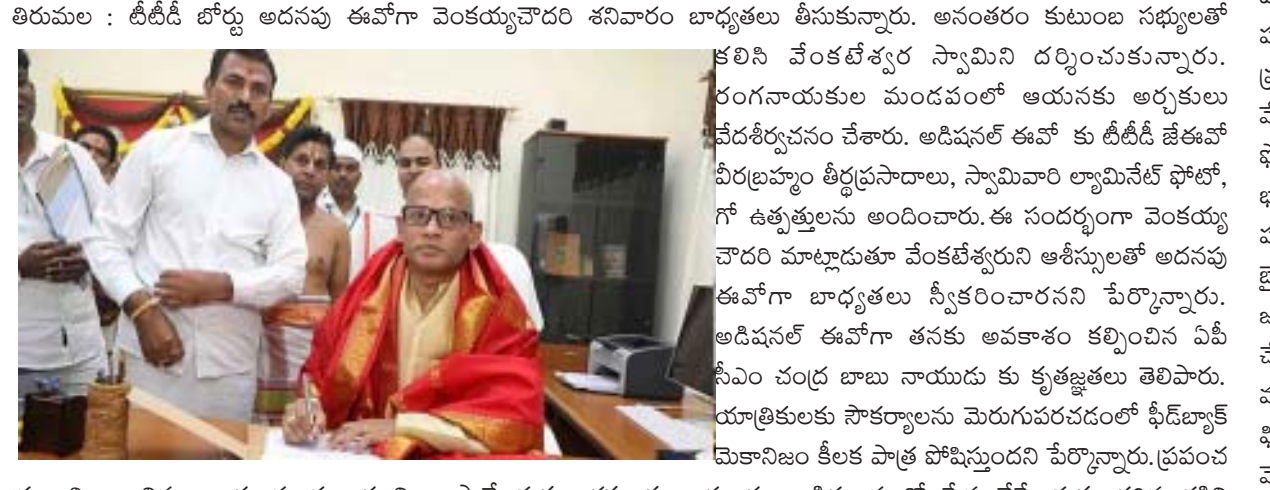 తిరుమల : టీటీడీ బోర్టు అదనపు ఈవోగా వెంకయ్యచౌదరి శనివారం బాధ్యతలు తీసుకున్నారు. అనంతరం కుటుంబ సభ్యులతో
కలిసి వేంకటేశ్వర స్వామిని దర్శించుకున్నారు.
రంగనాయకుల మండపంలో ఆయనకు అర్చకులు
వేదశీర్వచనం చేశారు. అడిషనల్ ఈవో కు టీటీడీ జేఈవో
వీరబ్రహ్మం తీర్థప్రసాదాలు, స్వామివారి ల్యామినేట్ ఫోటో,
గో ఉత్పత్తులను అందించారు.ఈ సందర్భంగా వెంకయ్య
చౌదరి మాట్లాడుతూ వేంకటేశ్వరుని ఆశీస్సులతో అదనపు
ఈవోగా బాధ్యతలు స్వీకరించారనని పేర్కొన్నారు.
అడిషనల్ ఈవోగా తనకు అవకాశం కల్పించిన ఏపీ
సీఎం చంద్ర బాబు నాయుడు కు కృతజ్ఞతలు తెలిపారు.
యాత్రికులకు సౌకర్యాలను మెరుగుపరచడంలో ఫీడ్‌బ్యాక్
మెకానిజం కీలక పాత్ర పోషిస్తుందని పేర్కొన్నారు.ప్రపంచ